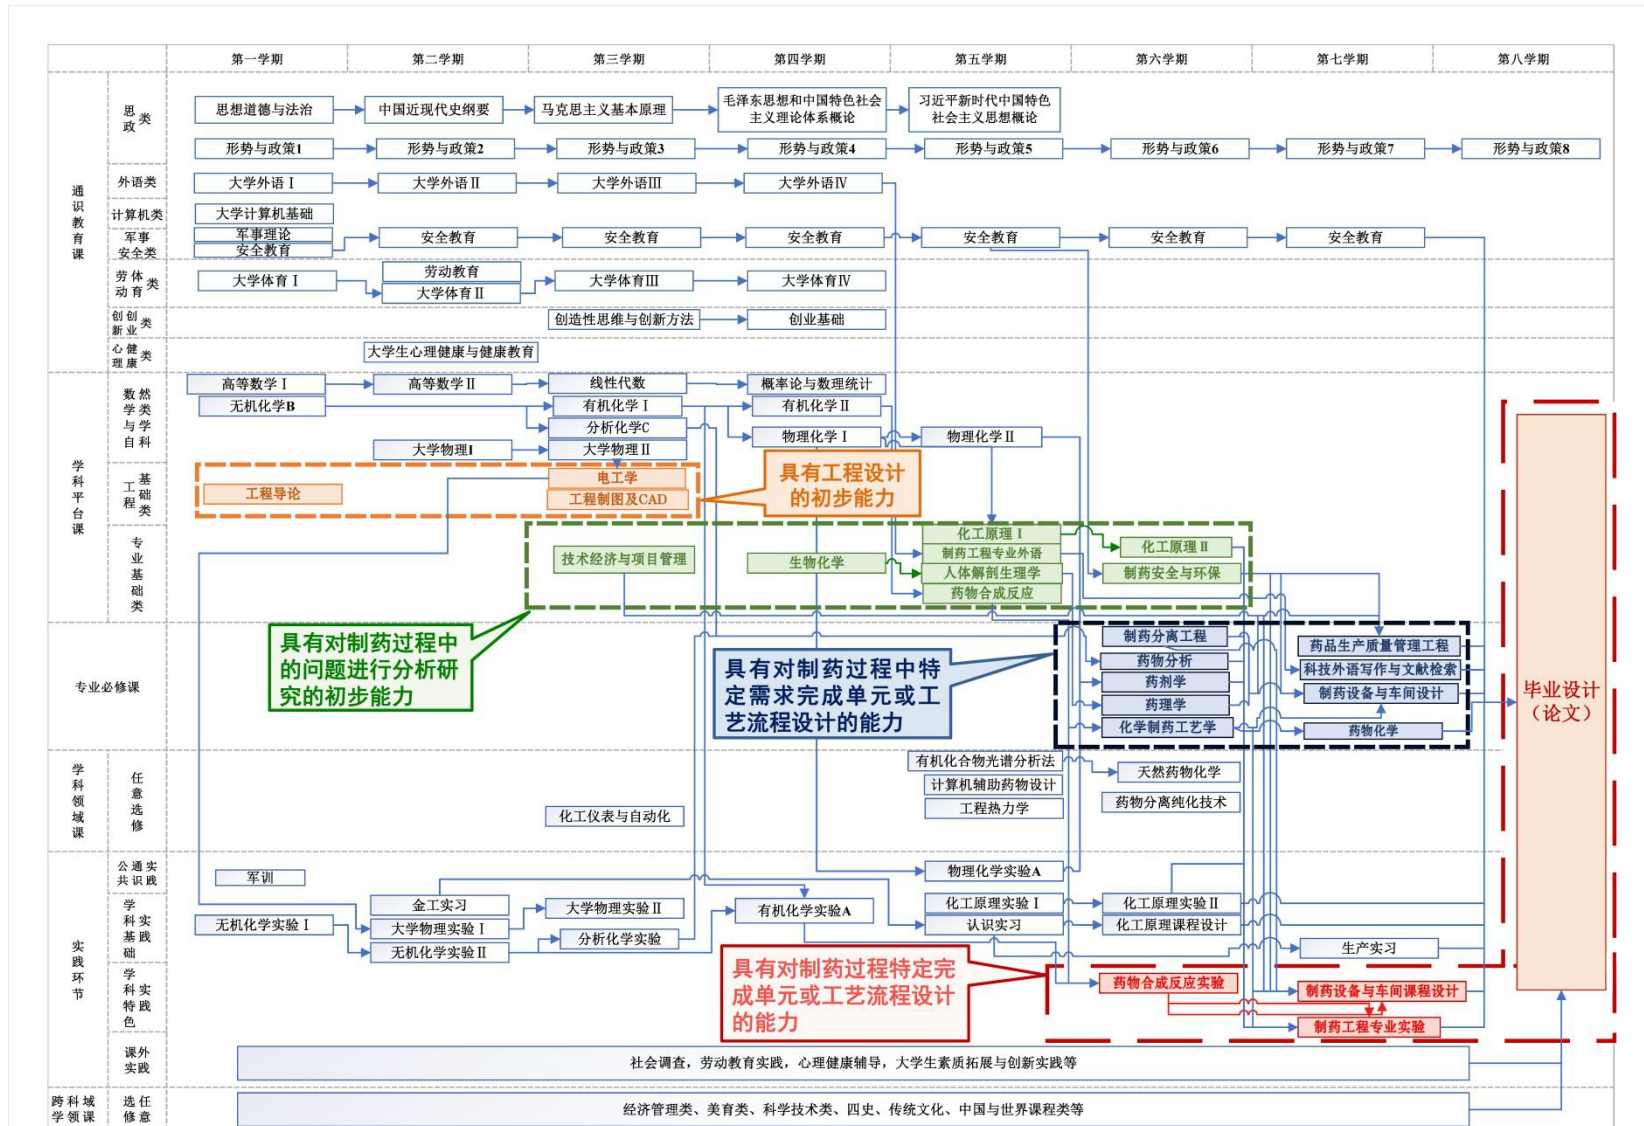 第一学期 第二学期 第三学期 第四学期 第五学期 第六学期 第七学期 第八学期
通识教育课
思政类
思想道德与法治
中国近现代史纲要
马克思主义基本原理
毛泽东思想和中国特色社会
主义理论体系概论
习近平新时代中国特色
社会主义思想概论
形势与政策1
形势与政策2
形势与政策3
形势与政策4
形势与政策5
形势与政策6
形势与政策7
形势与政策8
外语类
大学外语Ⅰ
大学外语Ⅱ
大学外语Ⅲ
大学外语Ⅳ
计算机类
大学计算机基础
军事
安全类
军事理论
安全教育
安全教育
安全教育
安全教育
安全教育
安全教育
安全教育
劳动体育类
大学体育Ⅰ
劳动教育
大学体育Ⅱ
大学体育Ⅲ
大学体育Ⅳ
创新创业类
创造性思维与创新方法
创业基础
心理健康类
大学生心理健康与健康教育
学科平台课
数学与自然科学类
高等数学Ⅰ
高等数学Ⅱ
线性代数
概率论与数理统计
无机化学B
有机化学Ⅰ
有机化学Ⅱ
分析化学C
物理化学Ⅰ
物理化学Ⅱ
大学物理I
大学物理Ⅱ
工程基础类
工程导论
电工学
工程制图及CAD
具有工程设计
的初步能力
专业基础类
技术经济与项目管理
生物化学
化工原理Ⅰ
制药工程专业外语
人体解剖生理学
药物合成反应
化工原理Ⅱ
制药安全与环保
具有对制药过程中
的问题进行分析研
究的初步能力
专业必修课
具有对制药过程中特
定需求完成单元或工
艺流程设计的能力
制药分离工程
药物分析
药剂学
药理学
化学制药工艺学
药品生产质量管理工程
科技外语写作与文献检索
制药设备与车间设计
药物化学
毕业设计
（论文）
学科领域课
任意选修
有机化合物光谱分析法
计算机辅助药物设计
工程热力学
天然药物化学
药物分离纯化技术
化工仪表与自动化
实践环节
公共通识实践
军训
物理化学实验A
学科基础实践
金工实习
大学物理实验Ⅰ
无机化学实验Ⅱ
无机化学实验Ⅰ
大学物理实验Ⅱ
分析化学实验
有机化学实验A
化工原理实验Ⅰ
认识实习
化工原理实验Ⅱ
化工原理课程设计
生产实习
学科特色实践
具有对制药过程特定完
成单元或工艺流程设计
的能力
药物合成反应实验
制药设备与车间课程设计
制药工程专业实验
课外
实践
社会调查，劳动教育实践，心理健康辅导，大学生素质拓展与创新实践等
跨学科领域课
任意选修
经济管理类、美育类、科学技术类、四史、传统文化、中国与世界课程类等